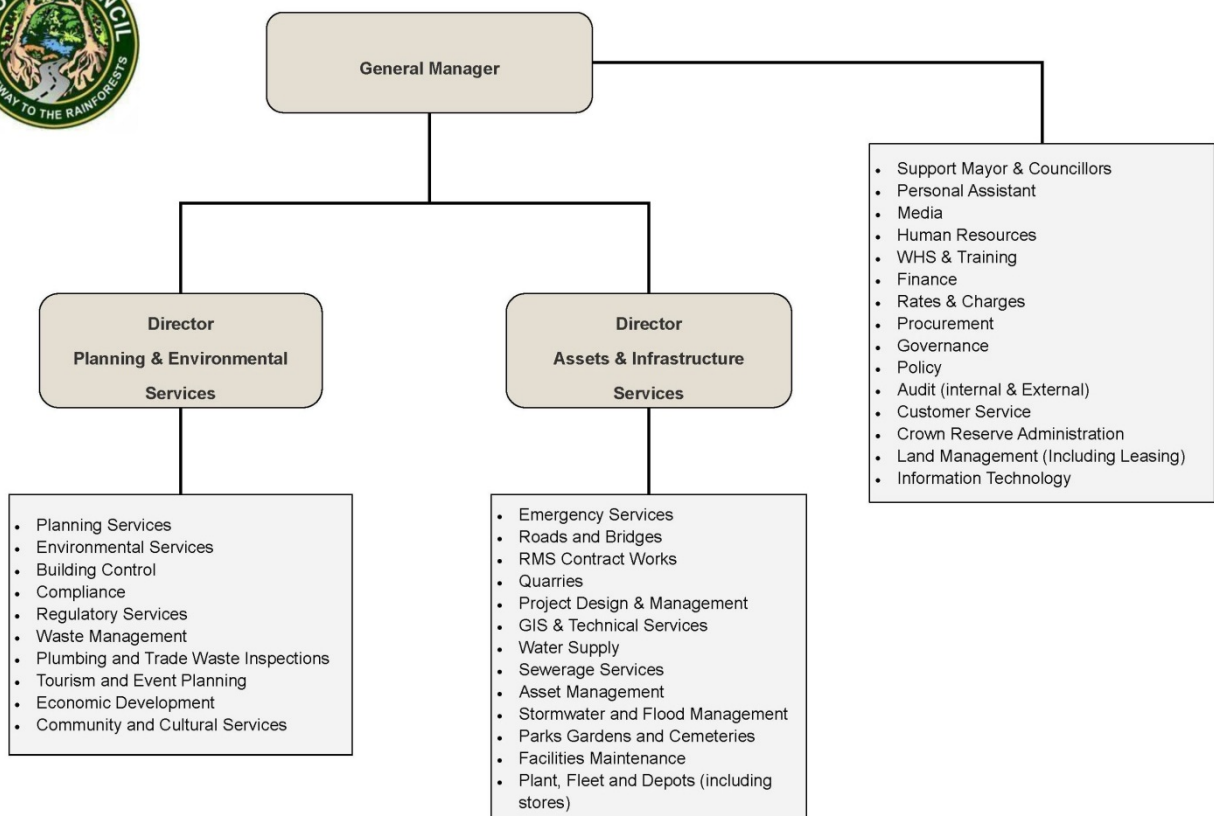 CIL
WAY TO THE RAINFORESTS
General Manager
Director
Planning & Environmental
Services
Director
Assets & Infrastructure
Services
• Support Mayor & Councillors
• Personal Assistant
• Media
• Human Resources
• WHS & Training
• Finance
• Rates & Charges
• Procurement
• Governance
• Policy
• Audit (internal & External)
• Customer Service
• Crown Reserve Administration
• Land Management (Including Leasing)
• Information Technology
• Planning Services
• Environmental Services
• Building Control
• Compliance
• Regulatory Services
• Waste Management
• Plumbing and Trade Waste Inspections
• Tourism and Event Planning
• Economic Development
• Community and Cultural Services
• Emergency Services
• Roads and Bridges
• RMS Contract Works
• Quarries
• Project Design & Management
• GIS & Technical Services
• Water Supply
• Sewerage Services
• Asset Management
• Stormwater and Flood Management
• Parks Gardens and Cemeteries
• Facilities Maintenance
• Plant, Fleet and Depots (including
stores)